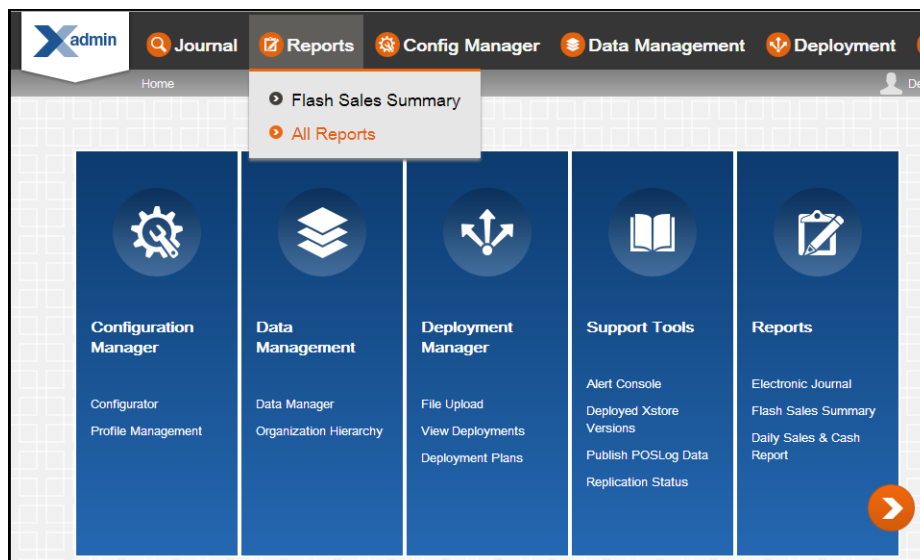 admin
Journal
Reports
Config Manager
Data Management
Deployment
Home
De
Flash Sales Summary
All Reports
Configuration
Manager
Configurator
Profile Management
Data
Management
Data Manager
Organization Hierarchy
Deployment
Manager
File Upload
View Deployments
Deployment Plans
Support Tools
Alert Console
Deployed Xstore
Versions
Publish POSLog Data
Replication Status
Reports
Electronic Journal
Flash Sales Summary
Daily Sales & Cash
Report